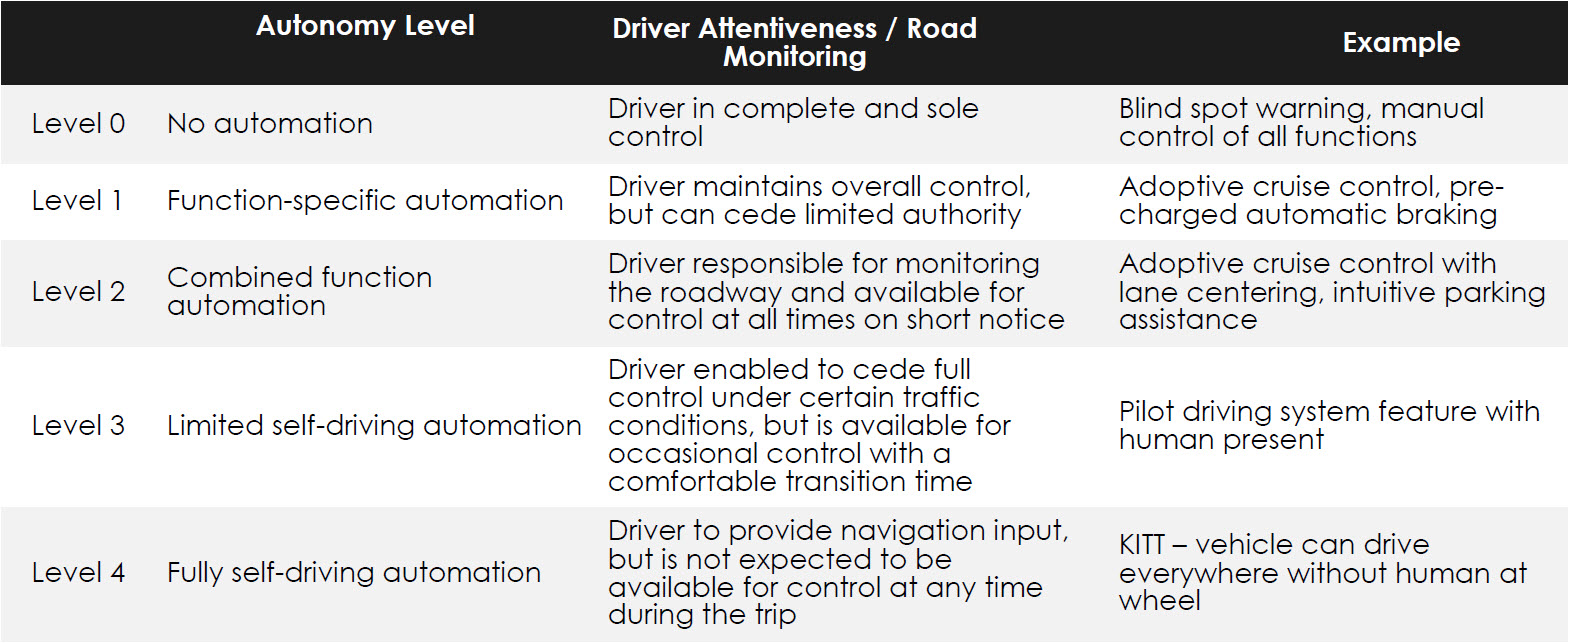 Autonomy Level
Driver Attentiveness / Road
Monitoring
Example
Level 0
No automation
Driver in complete and sole
control
Blind spot warning, manual
control of all functions
Level 1
Function-specific automation
Driver maintains overall control,
but can cede limited authority
Adoptive cruise control, pre-
charged automatic braking
Level 2
Combined function
automation
Driver responsible for monitoring
the roadway and available for
control at all times on short notice
Adoptive cruise control with
lane centering, intuitive parking
assistance
Level 3
Limited self-driving automation
Driver enabled to cede full
control under certain traffic
conditions, but is available for
occasional control with a
comfortable transition time
Pilot driving system feature with
human present
Level 4
Fully self-driving automation
Driver to provide navigation input,
but is not expected to be
available for control at any time
during the trip
KITT – vehicle can drive
everywhere without human at
wheel